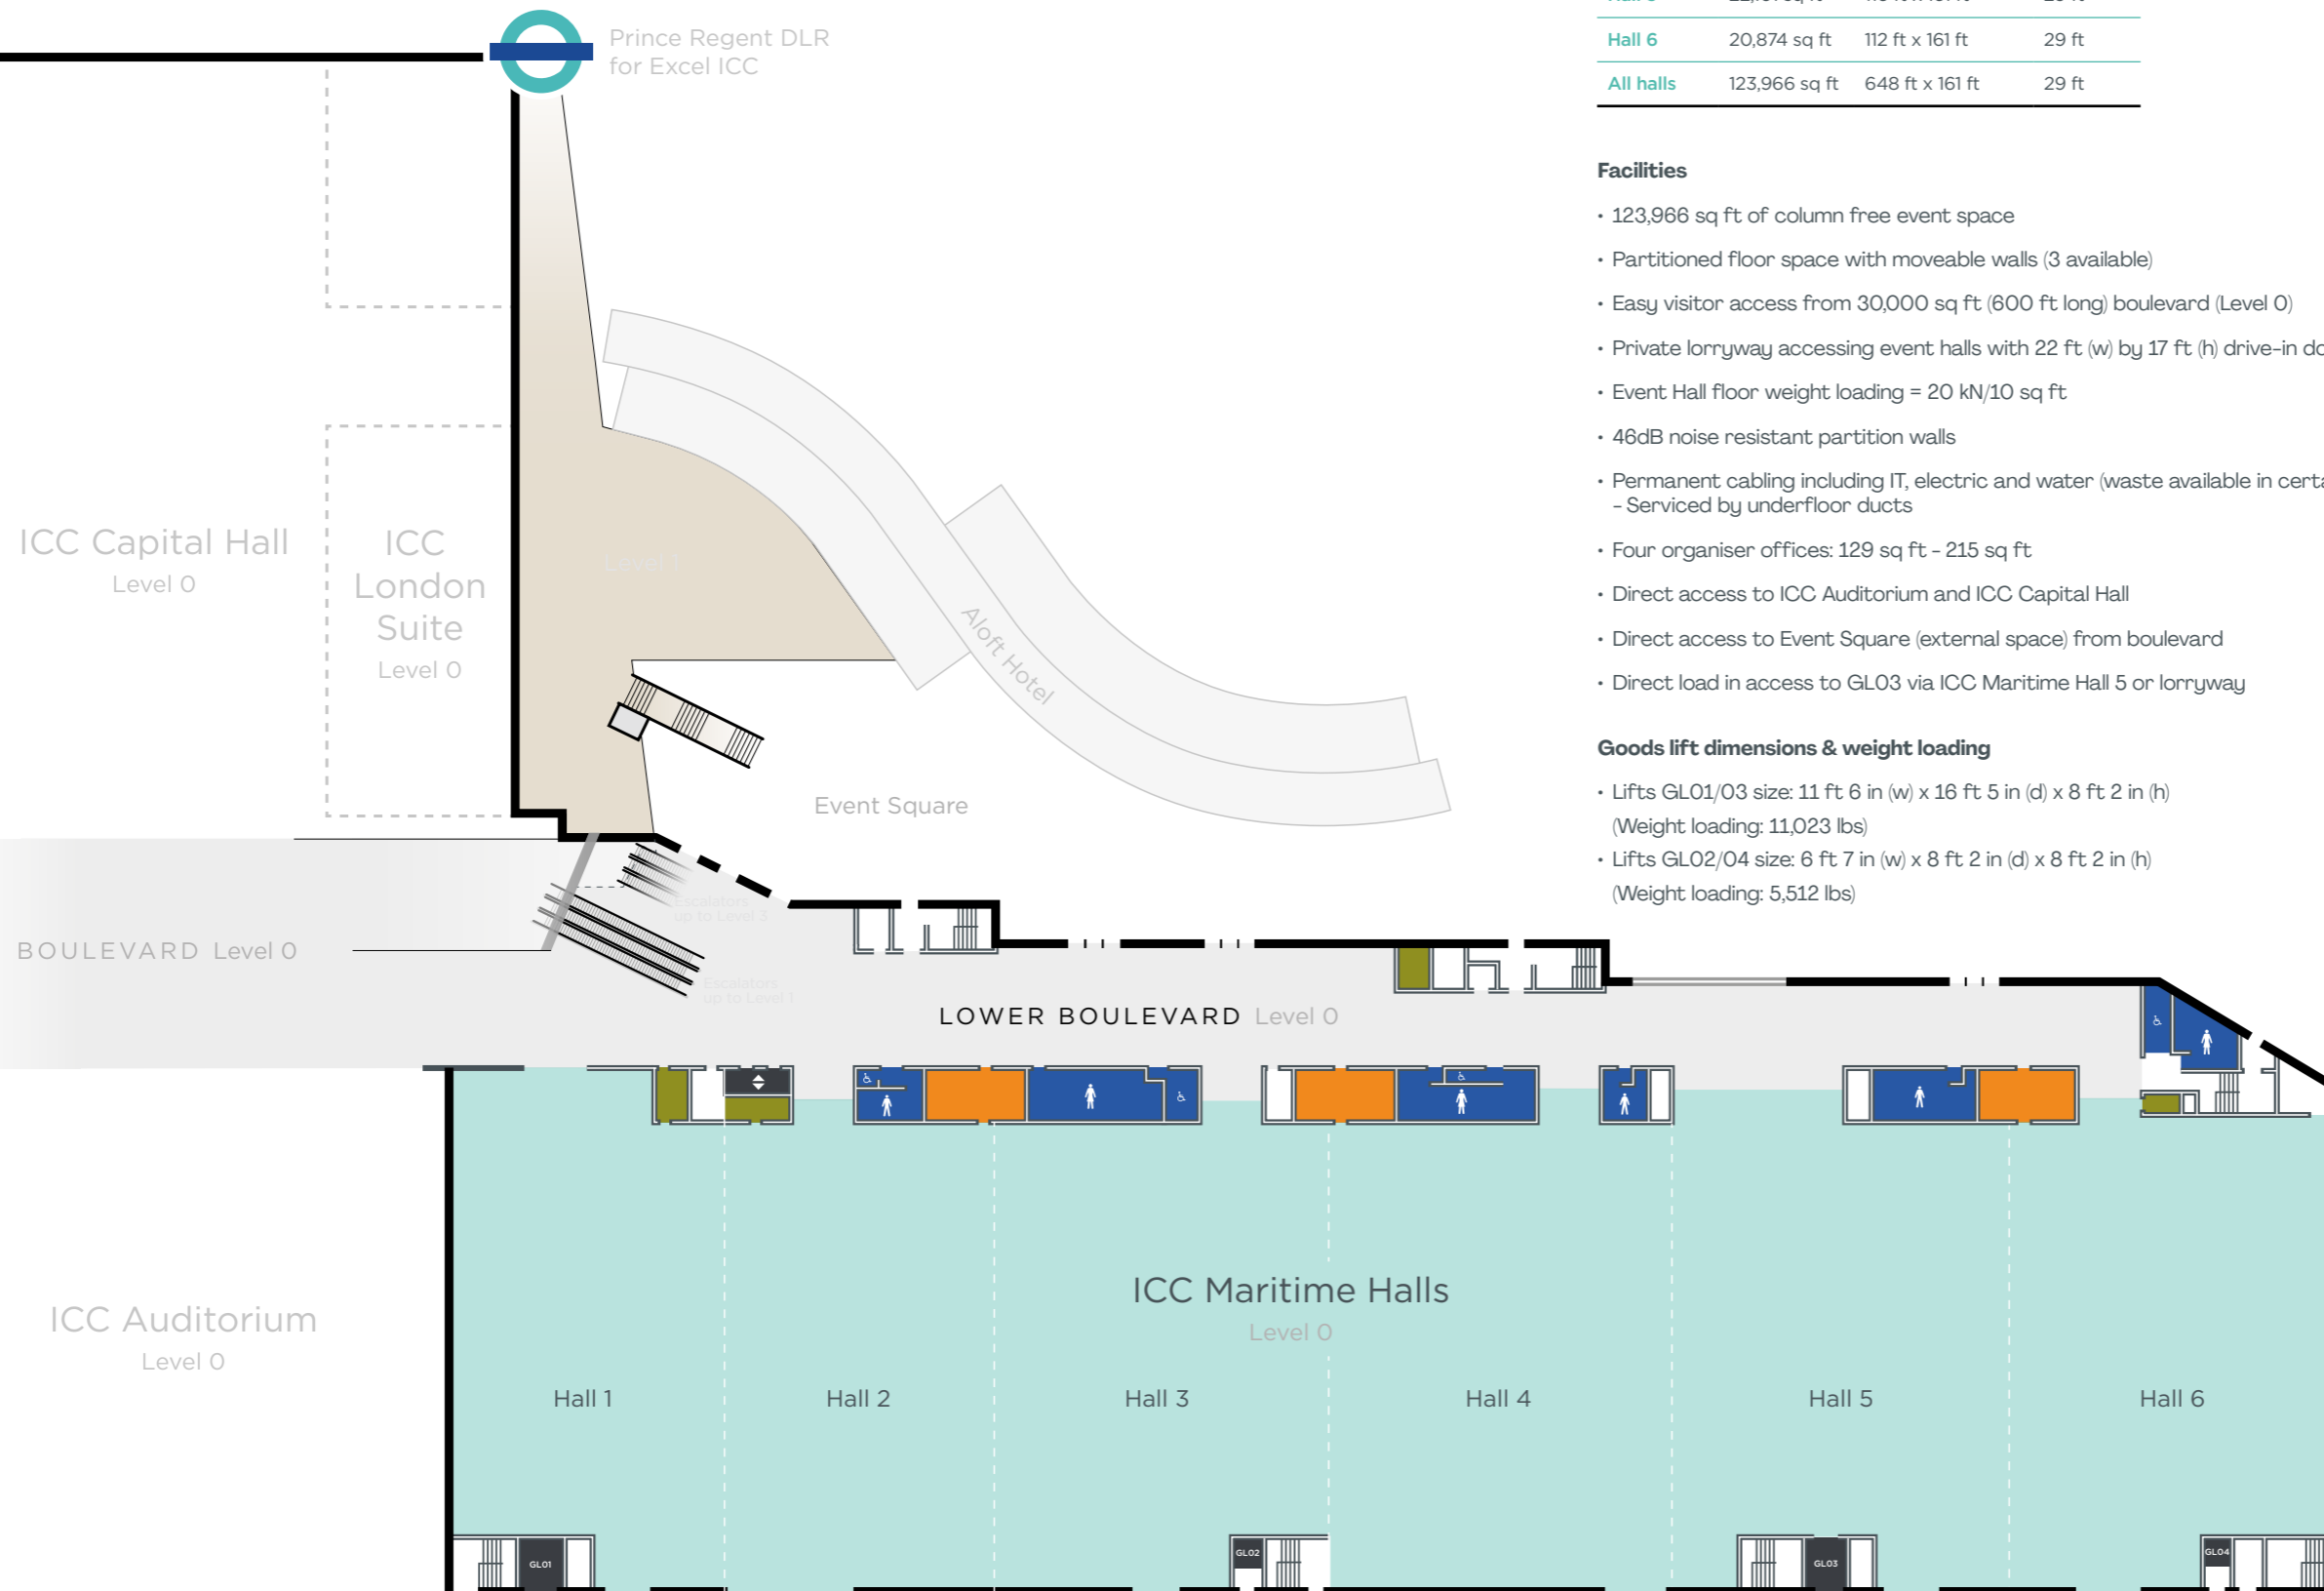 Prince Regent DLR
for Excel ICC
Hall 6 20,874 sq ft 112 ft x 161 ft 29 ft
All halls 123,966 sq ft 648 ft x 161 ft 29 ft
Facilities
• 123,966 sq ft of column free event space
• Partitioned floor space with moveable walls (3 available)
• Easy visitor access from 30,000 sq ft (600 ft long) boulevard (Level 0)
• Private lorryway accessing event halls with 22 ft (w) by 17 ft (h) drive-in
• Event Hall floor weight loading = 20 kN/10 sq ft
• 46dB noise resistant partition walls
• Permanent cabling including IT, electric and water (waste available in
- Serviced by underfloor ducts
• Four organiser offices: 129 sq ft - 215 sq ft
• Direct access to ICC Auditorium and ICC Capital Hall
• Direct access to Event Square (external space) from boulevard
• Direct load in access to GL03 via ICC Maritime Hall 5 or lorryway
Goods lift dimensions & weight loading
• Lifts GL01/03 size: 11 ft 6 in (w) x 16 ft 5 in (d) x 8 ft 2 in (h)
(Weight loading: 11,023 lbs)
• Lifts GL02/04 size: 6 ft 7 in (w) x 8 ft 2 in (d) x 8 ft 2 in (h)
(Weight loading: 5,512 lbs)
ICC Capital Hall
Level 0
ICC
London
Suite
Level 0
Level 1
Aloft Hotel
Event Square
Escalators
up to Level 3
BOULEVARD Level 0
Escalators
up to Level 1
LOWER BOULEVARD Level 0
ICC Auditorium
Level 0
ICC Maritime Halls
Level 0
Hall 1
Hall 2
Hall 3
Hall 4
Hall 5
Hall 6
GL01
GL02
GL03
GL04